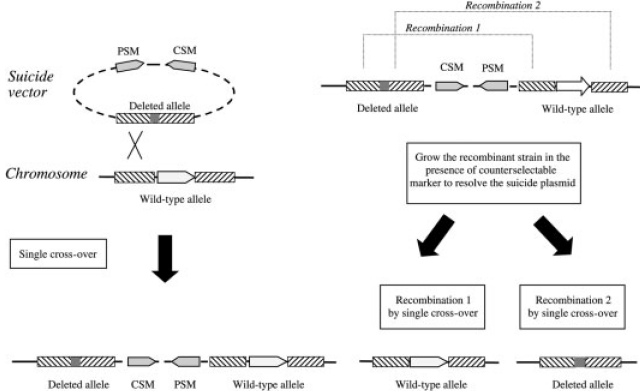 PSM
CSM
Suicide
vector
Deleted allele
Chromosome
Wild-type allele
Single cross-over
Deleted allele
CSM
PSM
Wild-type allele
Recombination 2
Recombination 1
CSM
PSM
Deleted allele
Wild-type allele
Grow the recombinant strain in the
presence of counterselectable
marker to resolve the suicide plasmid
Recombination 1
by single cross-over
Recombination 2
by single cross-over
Wild-type allele
Deleted allele